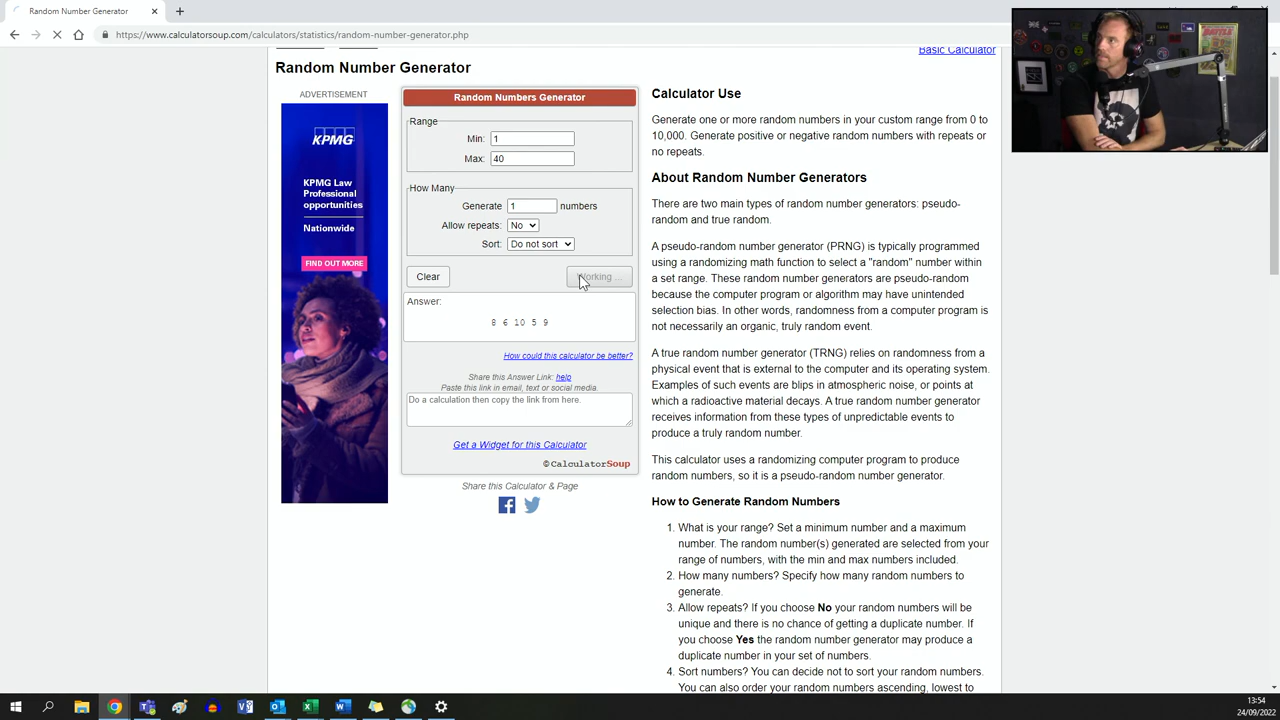 Random Number Generator
https://www.calculatorsoup.com/calculators/statistics/random-number-generator.php
Basic Calculator
Random Number Generator
ADVERTISEMENT
KPMG
KPMG Law
Professional
opportunities
Nationwide
FIND OUT MORE
Random Numbers Generator
Range
Min: 1
Max: 40
How Many
Generate 1 numbers
Allow repeats: No
Sort: Do not sort
Clear
Working ...
Answer:
8 6 10 5 9
How could this calculator be better?
Share this Answer Link: help
Paste this link in email, text or social media.
Do a calculation then copy the link from here.
Get a Widget for this Calculator
©CalculatorSoup
Share this Calculator & Page
Calculator Use
Generate one or more random numbers in your custom range from 0 to
10,000. Generate positive or negative random numbers with repeats or
no repeats.
About Random Number Generators
There are two main types of random number generators: pseudo-
random and true random.
A pseudo-random number generator (PRNG) is typically programmed
using a randomizing math function to select a "random" number within
a set range. These random number generators are pseudo-random
because the computer program or algorithm may have unintended
selection bias. In other words, randomness from a computer program is
not necessarily an organic, truly random event.
A true random number generator (TRNG) relies on randomness from a
physical event that is external to the computer and its operating system.
Examples of such events are blips in atmospheric noise, or points at
which a radioactive material decays. A true random number generator
receives information from these types of unpredictable events to
produce a truly random number.
This calculator uses a randomizing computer program to produce
random numbers, so it is a pseudo-random number generator.
How to Generate Random Numbers
1. What is your range? Set a minimum number and a maximum
number. The random number(s) generated are selected from your
range of numbers, with the min and max numbers included.
2. How many numbers? Specify how many random numbers to
generate.
3. Allow repeats? If you choose No your random numbers will be
unique and there is no chance of getting a duplicate number. If
you choose Yes the random number generator may produce a
duplicate number in your set of numbers.
4. Sort numbers? You can decide not to sort your random numbers.
You can also order your random numbers ascending, lowest to
13:54
24/09/2022